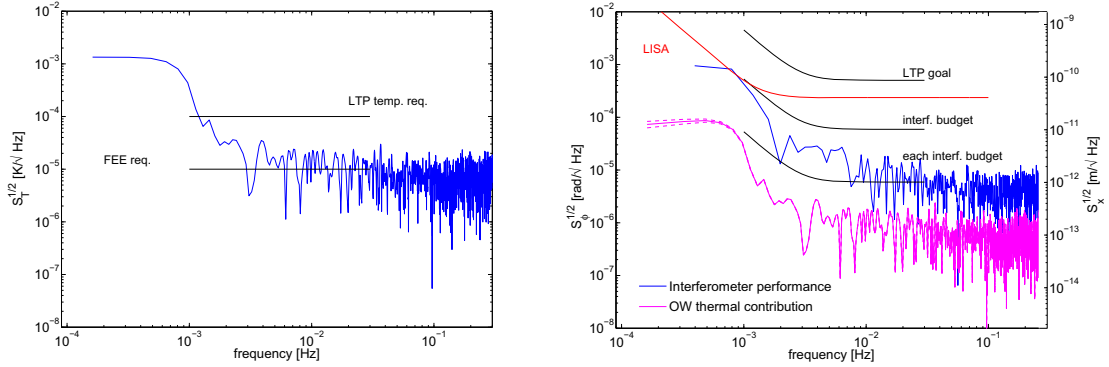 10⁻² 10⁻³ 10⁻⁴ 10⁻⁵ 10⁻⁶ 10⁻⁷ 10⁻⁸
S_T^{1/2} [K/√ Hz]
LTP temp. req.
FEE req.
10⁻⁴ 10⁻³ 10⁻² 10⁻¹
frequency [Hz]
10⁻² 10⁻³ 10⁻⁴ 10⁻⁵ 10⁻⁶ 10⁻⁷ 10⁻⁸
S_ϕ^{1/2} [rad/√ Hz]
LISA
LTP goal
interf. budget
each interf. budget
Interferometer performance
OW thermal contribution
10⁻⁴ 10⁻³ 10⁻² 10⁻¹
frequency [Hz]
10⁻⁹ 10⁻¹⁰ 10⁻¹¹ 10⁻¹² 10⁻¹³ 10⁻¹⁴
S_x^{1/2} [m/√ Hz]